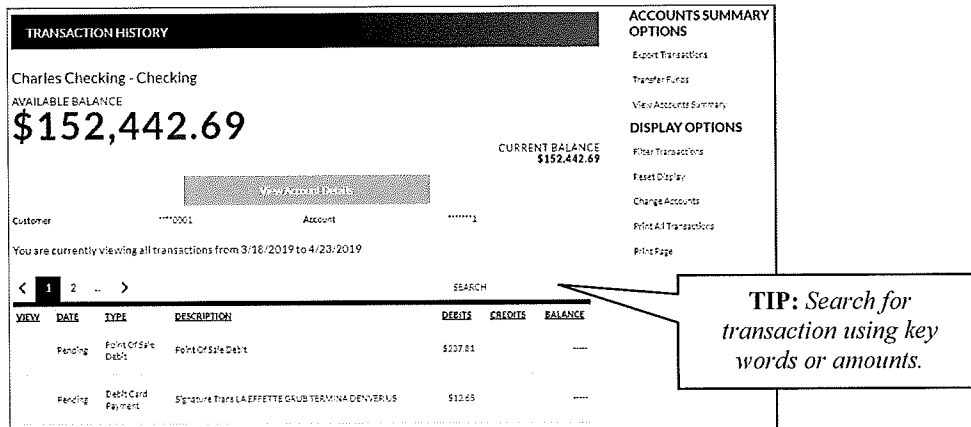 TRANSACTION HISTORY
Charles Checking - Checking
AVAILABLE BALANCE
$152,442.69
CURRENT BALANCE
$152,442.69
View Account Details
Customer ****0001 Account *******1
You are currently viewing all transactions from 3/18/2019 to 4/23/2019
< 1 2 .. > SEARCH
VIEW DATE TYPE DESCRIPTION DEBITS CREDITS BALANCE
Pending Point Of Sale Debit Point Of Sale Debit $237.81 -----
Pending Debit Card Payment Signature Trans LA EFFETTE GRUB TERMINA DENVER US $12.65 -----
ACCOUNTS SUMMARY
OPTIONS
Export Transactions
Transfer Funds
View Accounts Summary
DISPLAY OPTIONS
Filter Transactions
Reset Display
Change Accounts
Print All Transactions
Print Page
TIP: Search for
transaction using key
words or amounts.